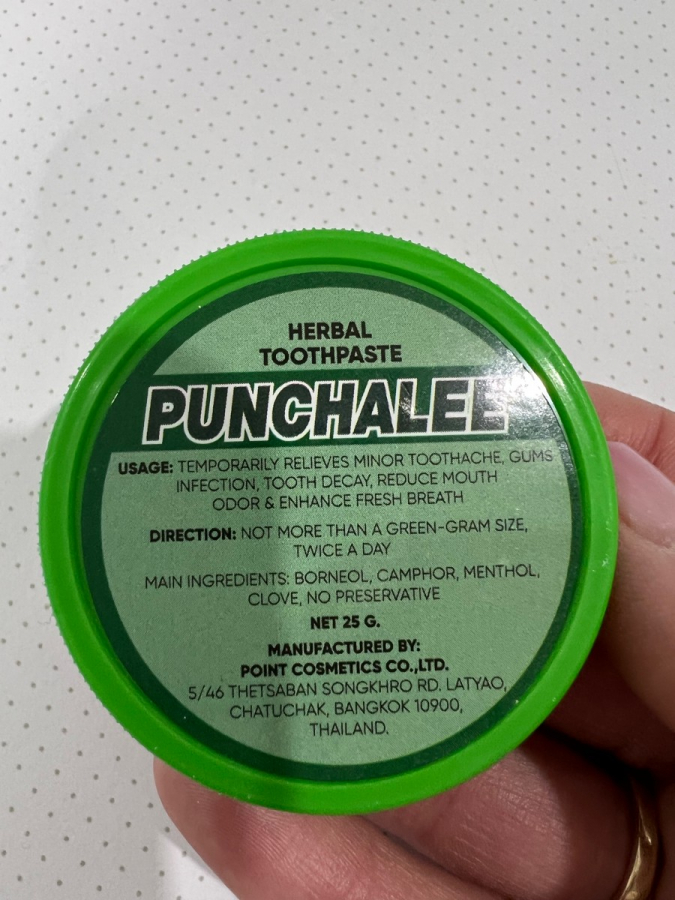 HERBAL
TOOTHPASTE
PUNCHALEE
USAGE: TEMPORARILY RELIEVES MINOR TOOTHACHE, GUMS
INFECTION, TOOTH DECAY, REDUCE MOUTH
ODOR & ENHANCE FRESH BREATH
DIRECTION: NOT MORE THAN A GREEN-GRAM SIZE,
TWICE A DAY
MAIN INGREDIENTS: BORNEOL, CAMPHOR, MENTHOL,
CLOVE, NO PRESERVATIVE
NET 25 G.
MANUFACTURED BY:
POINT COSMETICS CO.,LTD.
5/46 THETSABAN SONGKHRO RD. LATYAO,
CHATUCHAK, BANGKOK 10900,
THAILAND.